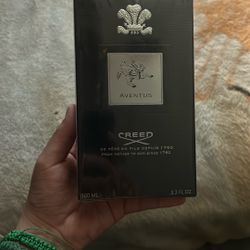 AVENTUS
CREED
DE PÈRE EN FILS DEPUIS 1760
FROM FATHER TO SON SINCE 1760
100 ML 3.3 FL.OZ